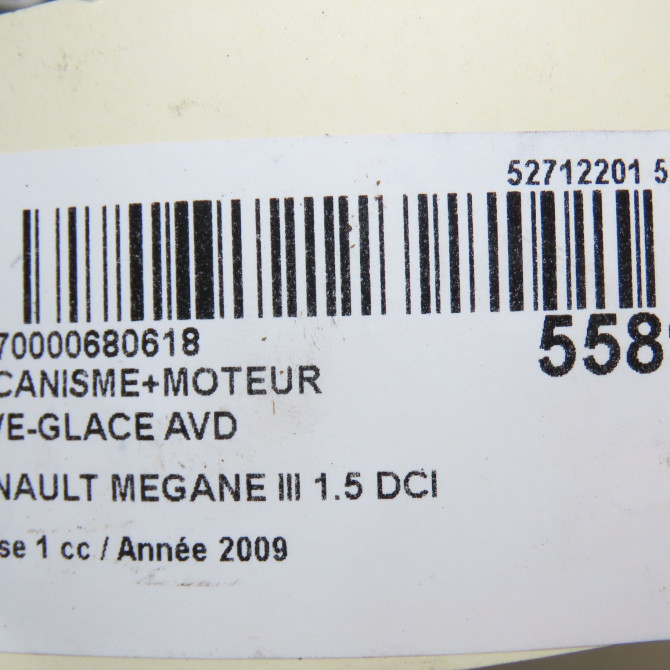 52712201 5
70000680618
558
CANISME+MOTEUR
VE-GLACE AVD
NAULT MEGANE III 1.5 DCI
se 1 cc / Année 2009